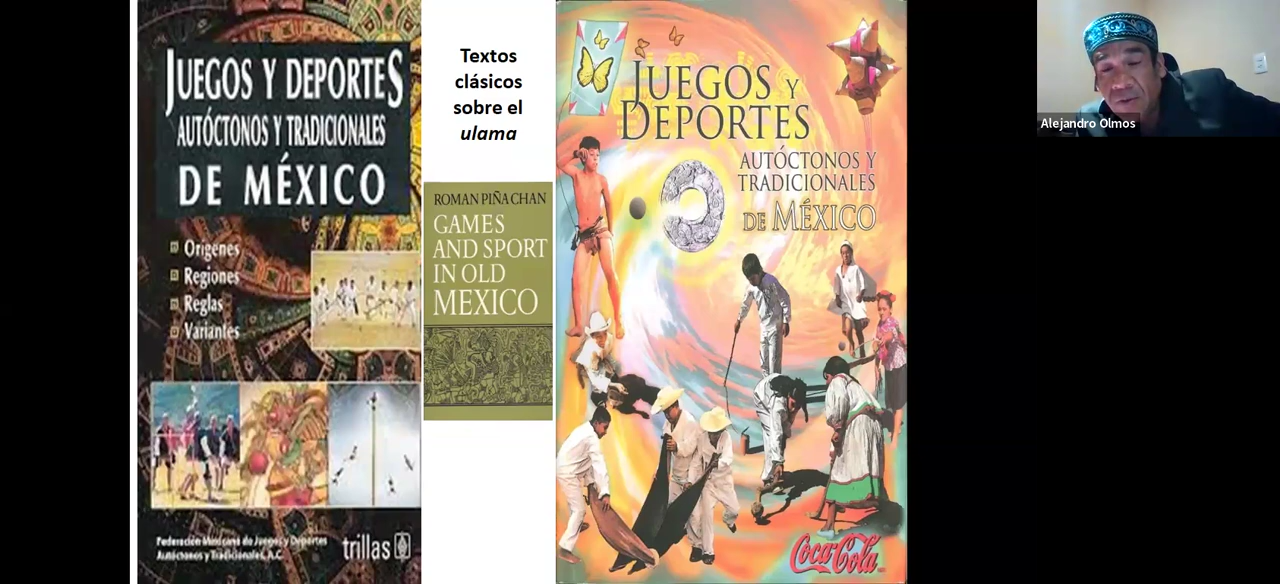 JUEGOS Y DEPORTES
AUTÓCTONOS Y TRADICIONALES
DE MÉXICO
Orígenes
Regiones
Reglas
Variantes
Federación Mexicana de Juegos y Deportes
Autóctonos y Tradicionales, A.C.
trillas
Textos
clásicos
sobre el
ulama
ROMAN PIÑA CHAN
GAMES
AND SPORT
IN OLD
MEXICO
JUEGOS Y
DEPORTES
AUTÓCTONOS Y
TRADICIONALES
DE MÉXICO
Coca-Cola
Alejandro Olmos